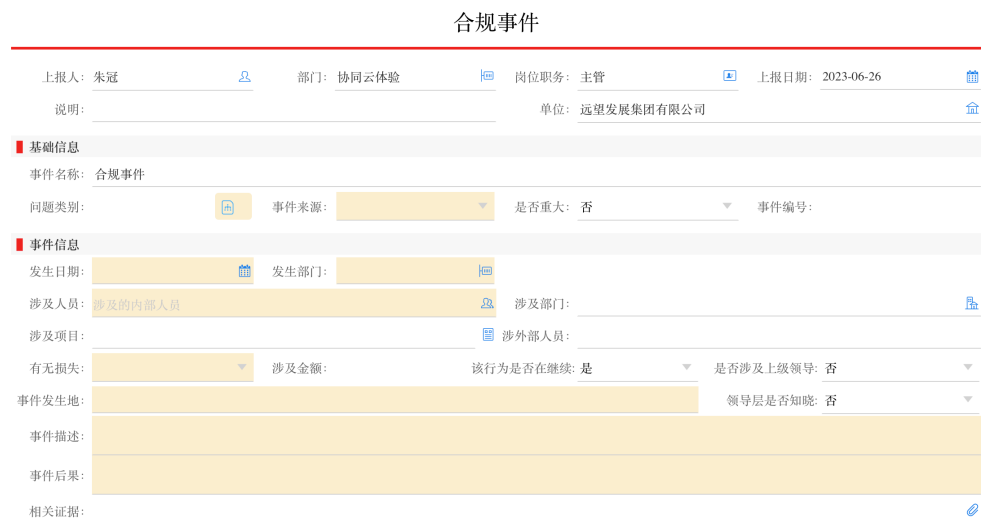 合规事件
上报人: 朱冠 部门: 协同云体验 岗位职务: 主管 上报日期: 2023-06-26
说明: 单位: 远望发展集团有限公司
基础信息
事件名称: 合规事件
问题类别: 事件来源: 是否重大: 否 事件编号:
事件信息
发生日期: 发生部门:
涉及人员: 涉及的内部人员 涉及部门:
涉及项目: 涉外部人员:
有无损失: 涉及金额: 该行为是否在继续: 是 是否涉及上级领导: 否
事件发生地: 领导层是否知晓: 否
事件描述:
事件后果:
相关证据: